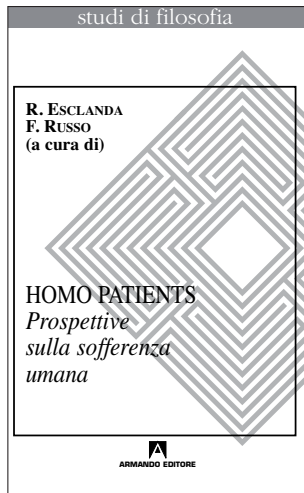 studi di filosofia
R. ESCLANDA
F. RUSSO
(a cura di)
HOMO PATIENTS
Prospettive
sulla sofferenza
umana
A
ARMANDO EDITORE